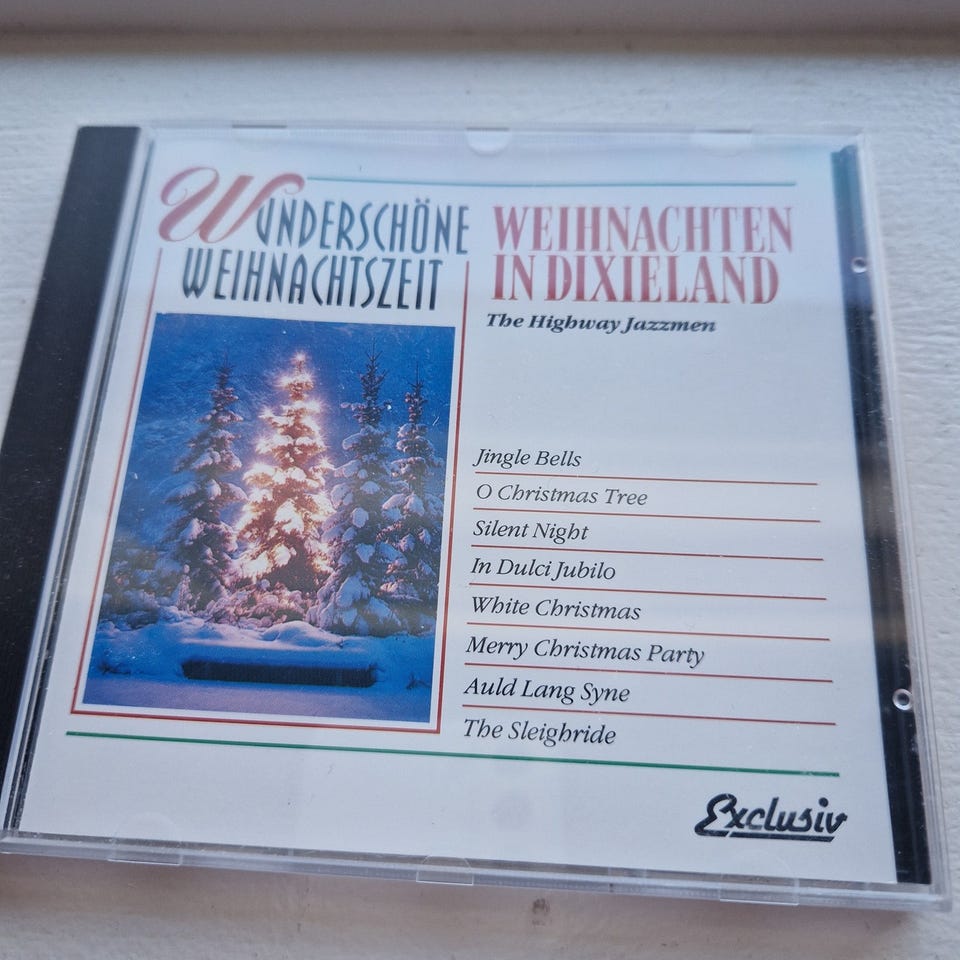 WUNDERSCHÖNE
WEIHNACHTSZEIT
WEIHNACHTEN
IN DIXIELAND
The Highway Jazzmen
Jingle Bells
O Christmas Tree
Silent Night
In Dulci Jubilo
White Christmas
Merry Christmas Party
Auld Lang Syne
The Sleighride
Exclusiv